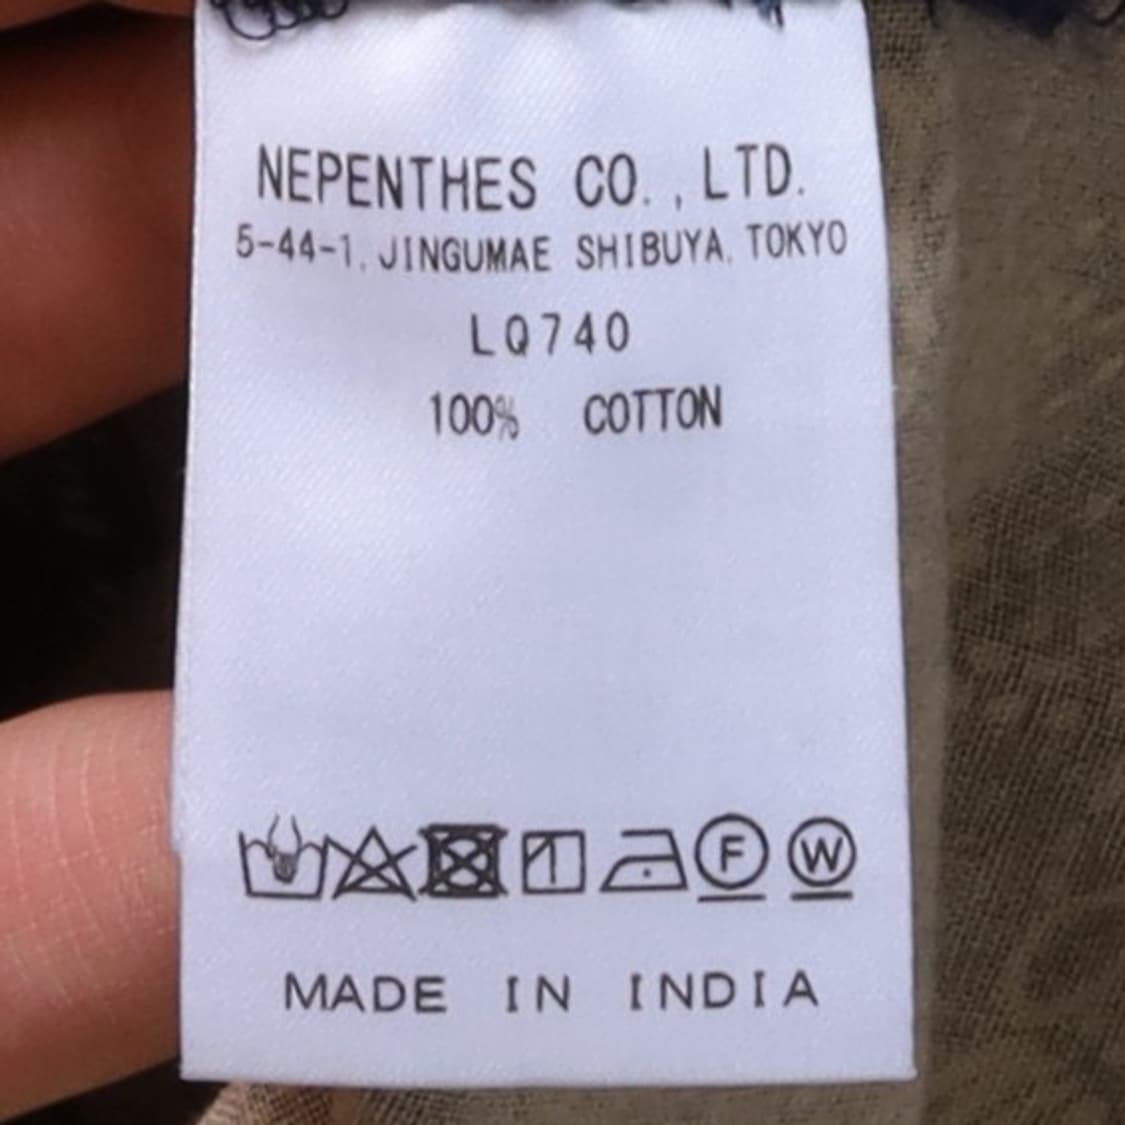 NEPENTHES CO., LTD.
5-44-1, JINGUMAE SHIBUYA, TOKYO
LQ740
100% COTTON
F W
MADE IN INDIA